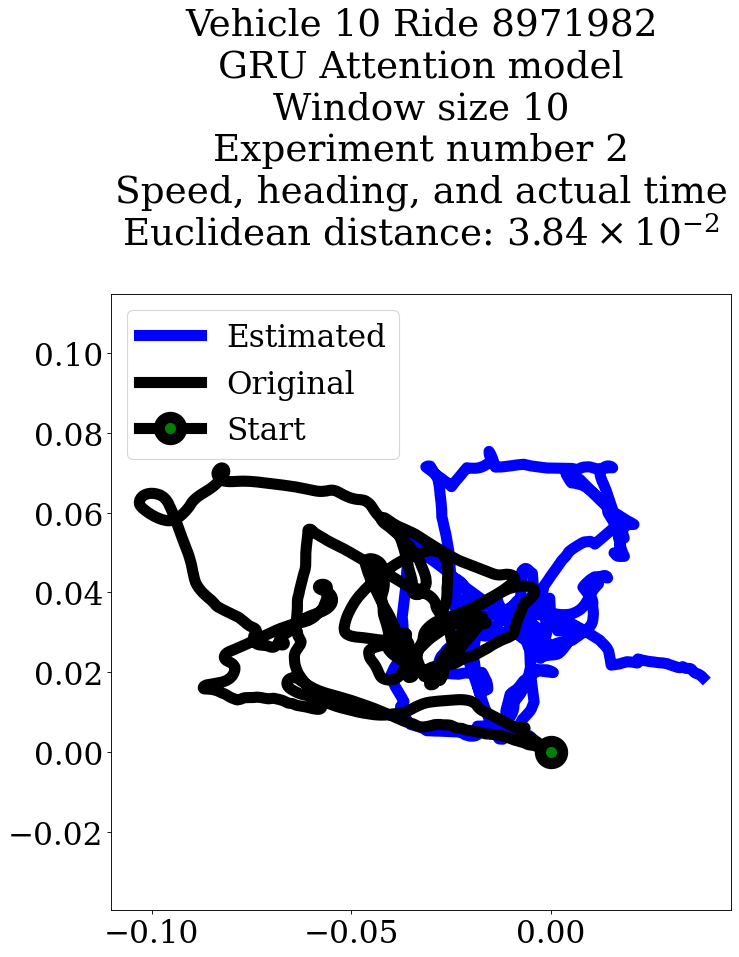 Vehicle 10 Ride 8971982
GRU Attention model
Window size 10
Experiment number 2
Speed, heading, and actual time
Euclidean distance: 3.84 × 10⁻²
Estimated
Original
Start
0.10
0.08
0.06
0.04
0.02
0.00
−0.02
−0.10
−0.05
0.00